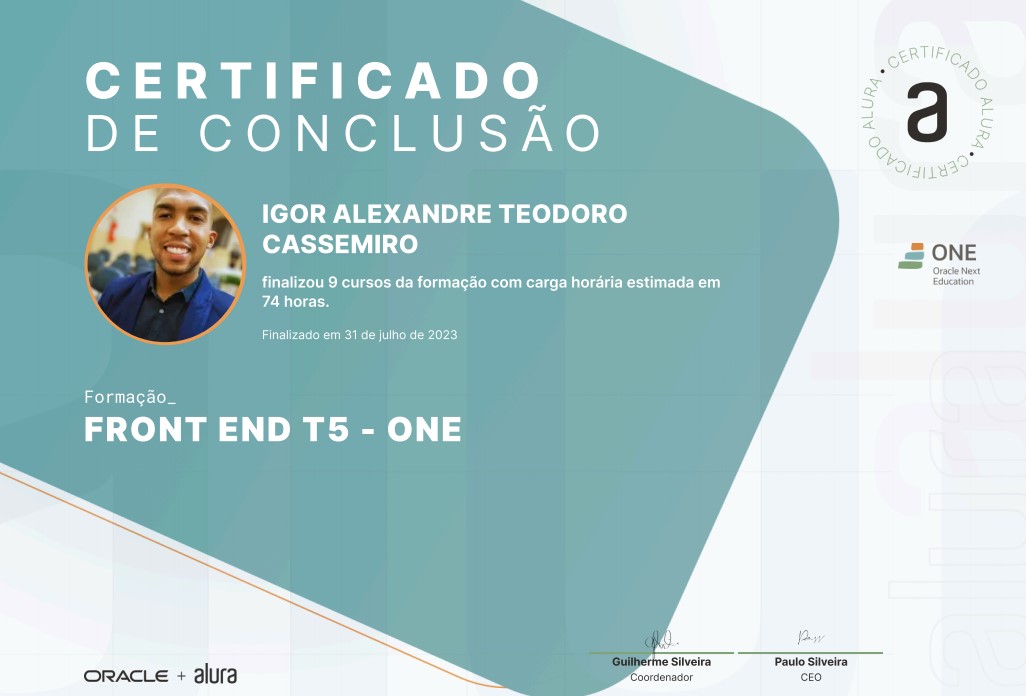 CERTIFICADO
DE CONCLUSÃO
CERTIFICADO ALURA • CERTIFICADO ALURA •
a
IGOR ALEXANDRE TEODORO
CASSEMIRO
finalizou 9 cursos da formação com carga horária estimada em
74 horas.
Finalizado em 31 de julho de 2023
ONE
Oracle Next
Education
Formação_
FRONT END T5 - ONE
alura
alura
Guilherme Silveira
Coordenador
Paulo Silveira
CEO
ORACLE + alura